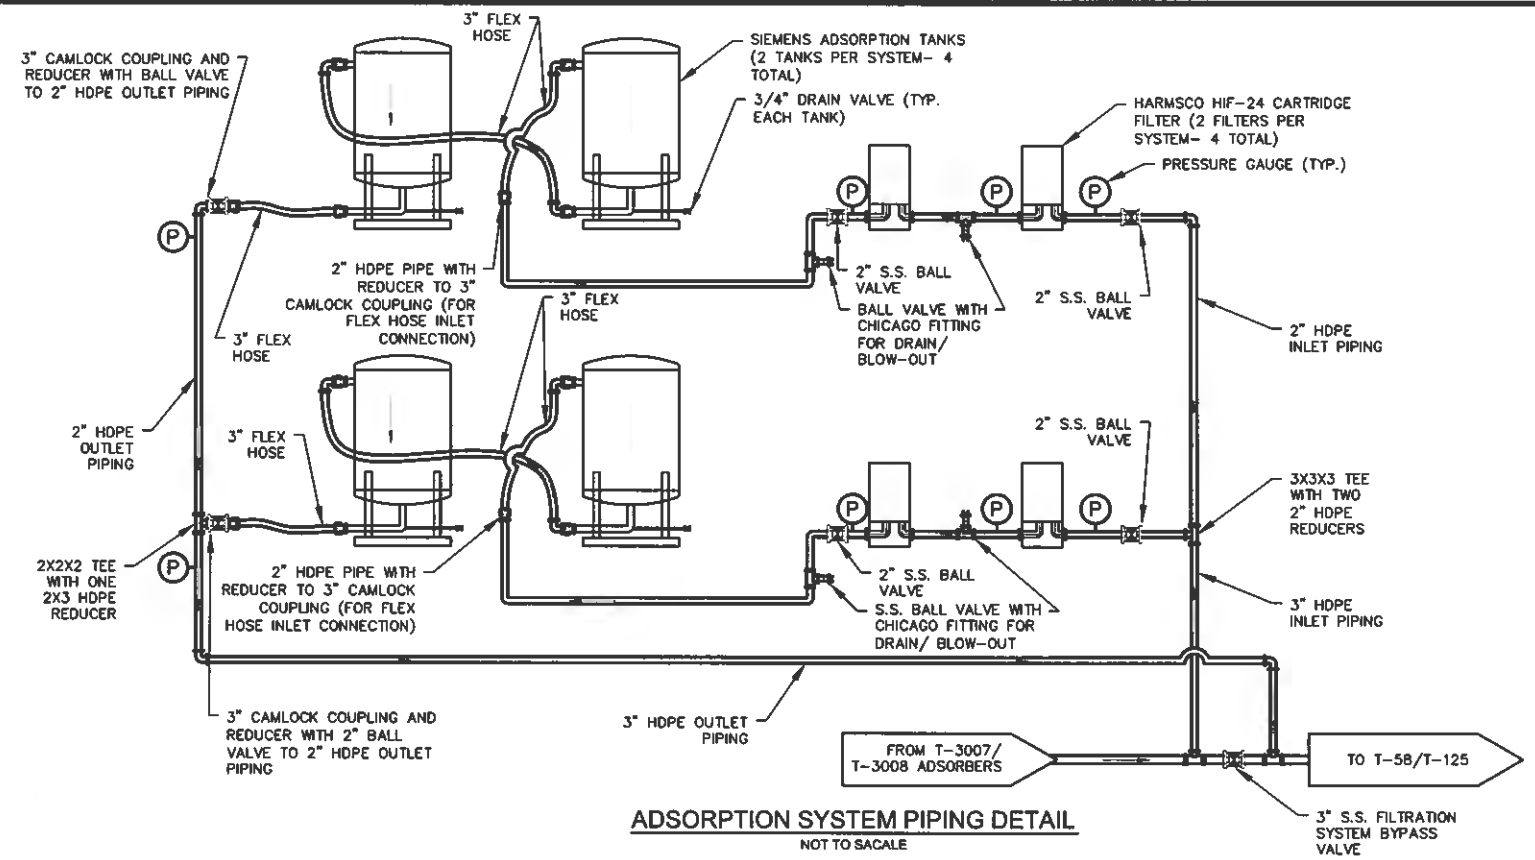 3" FLEX
HOSE
3" CAMLOCK COUPLING AND
REDUCER WITH BALL VALVE
TO 2" HDPE OUTLET PIPING
SIEMENS ADSORPTION TANKS
(2 TANKS PER SYSTEM- 4
TOTAL)
3/4" DRAIN VALVE (TYP.
EACH TANK)
HARMSCO HIF-24 CARTRIDGE
FILTER (2 FILTERS PER
SYSTEM- 4 TOTAL)
PRESSURE GAUGE (TYP.)
P
P
P
P
2" HDPE PIPE WITH
REDUCER TO 3"
CAMLOCK COUPLING (FOR
FLEX HOSE INLET
CONNECTION)
3" FLEX
HOSE
3" FLEX
HOSE
2" S.S. BALL
VALVE
BALL VALVE WITH
CHICAGO FITTING
FOR DRAIN/
BLOW-OUT
2" S.S. BALL
VALVE
2" HDPE
INLET PIPING
2" HDPE
OUTLET
PIPING
3" FLEX
HOSE
2" S.S. BALL
VALVE
3X3X3 TEE
WITH TWO
2" HDPE
REDUCERS
P
P
P
P
2X2X2 TEE
WITH ONE
2X3 HDPE
REDUCER
2" HDPE PIPE WITH
REDUCER TO 3" CAMLOCK
COUPLING (FOR FLEX
HOSE INLET CONNECTION)
2" S.S. BALL
VALVE
S.S. BALL VALVE WITH
CHICAGO FITTING FOR
DRAIN/ BLOW-OUT
3" HDPE
INLET PIPING
3" CAMLOCK COUPLING AND
REDUCER WITH 2" BALL
VALVE TO 2" HDPE OUTLET
PIPING
3" HDPE OUTLET
PIPING
FROM T-3007/
T-3008 ADSORBERS
TO T-58/T-125
3" S.S. FILTRATION
SYSTEM BYPASS
VALVE
ADSORPTION SYSTEM PIPING DETAIL
NOT TO SACALE